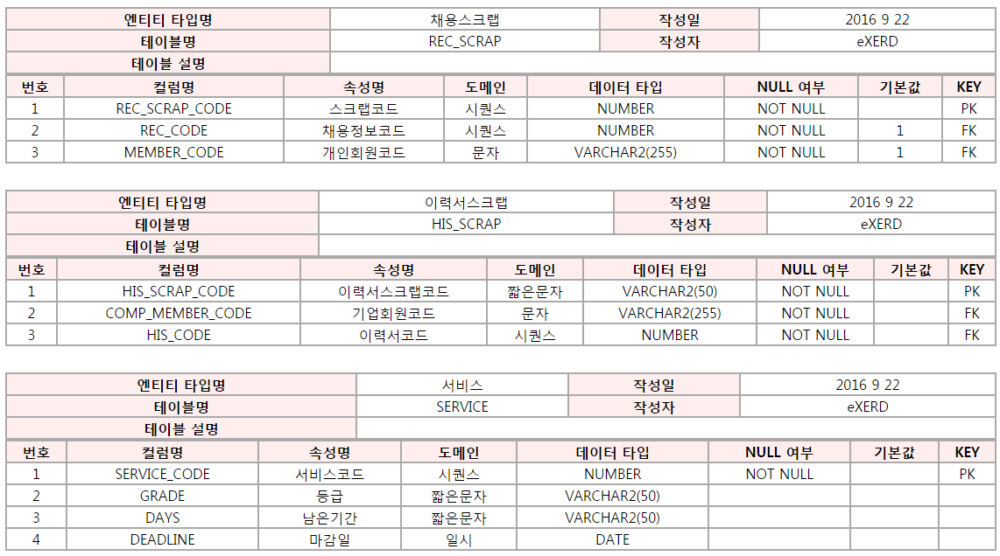 엔티티 타입명 채용스크랩 작성일 2016 9 22
테이블명 REC_SCRAP 작성자 eXERD
테이블 설명
번호 컬럼명 속성명 도메인 데이터 타입 NULL 여부 기본값 KEY
1 REC_SCRAP_CODE 스크랩코드 시퀀스 NUMBER NOT NULL PK
2 REC_CODE 채용정보코드 시퀀스 NUMBER NOT NULL 1 FK
3 MEMBER_CODE 개인회원코드 문자 VARCHAR2(255) NOT NULL 1 FK
엔티티 타입명 이력서스크랩 작성일 2016 9 22
테이블명 HIS_SCRAP 작성자 eXERD
테이블 설명
번호 컬럼명 속성명 도메인 데이터 타입 NULL 여부 기본값 KEY
1 HIS_SCRAP_CODE 이력서스크랩코드 짧은문자 VARCHAR2(50) NOT NULL PK
2 COMP_MEMBER_CODE 기업회원코드 문자 VARCHAR2(255) NOT NULL FK
3 HIS_CODE 이력서코드 시퀀스 NUMBER NOT NULL FK
엔티티 타입명 서비스 작성일 2016 9 22
테이블명 SERVICE 작성자 eXERD
테이블 설명
번호 컬럼명 속성명 도메인 데이터 타입 NULL 여부 기본값 KEY
1 SERVICE_CODE 서비스코드 시퀀스 NUMBER NOT NULL PK
2 GRADE 등급 짧은문자 VARCHAR2(50)
3 DAYS 남은기간 짧은문자 VARCHAR2(50)
4 DEADLINE 마감일 일시 DATE